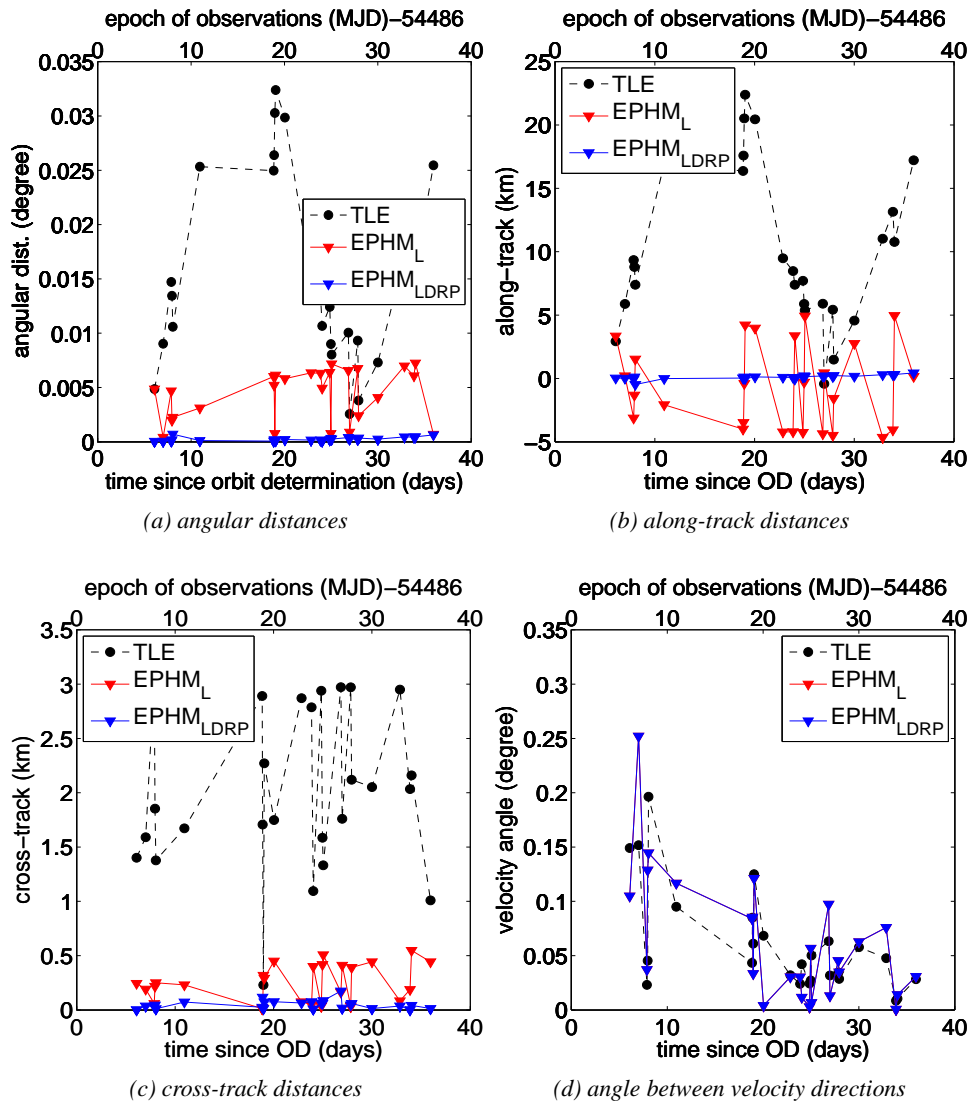 epoch of observations (MJD)−54486
0 10 20 30 40
0.035
0.03
0.025
0.02
0.015
0.01
0.005
0
angular dist. (degree)
TLE
EPHM_L
EPHM_LDRP
0 10 20 30 40
time since orbit determination (days)
(a) angular distances
epoch of observations (MJD)−54486
0 10 20 30 40
25
20
15
10
5
0
−5
along−track (km)
TLE
EPHM_L
EPHM_LDRP
0 10 20 30 40
time since OD (days)
(b) along-track distances
epoch of observations (MJD)−54486
0 10 20 30 40
3.5
3
2.5
2
1.5
1
0.5
0
cross−track (km)
TLE
EPHM_L
EPHM_LDRP
0 10 20 30 40
time since OD (days)
(c) cross-track distances
epoch of observations (MJD)−54486
0 10 20 30 40
0.35
0.3
0.25
0.2
0.15
0.1
0.05
0
velocity angle (degree)
TLE
EPHM_L
EPHM_LDRP
0 10 20 30 40
time since OD (days)
(d) angle between velocity directions